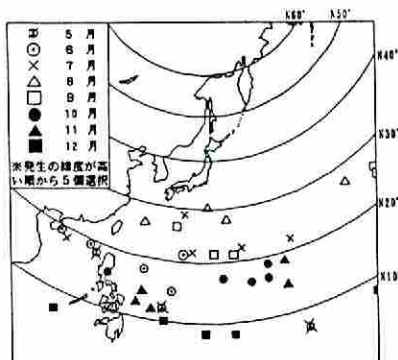 5 月
6 月
7 月
8 月
9 月
10 月
11 月
12 月
※発生の緯度が高
い順から5個選択
N60°
N50°
N40°
N30°
N20°
N10°